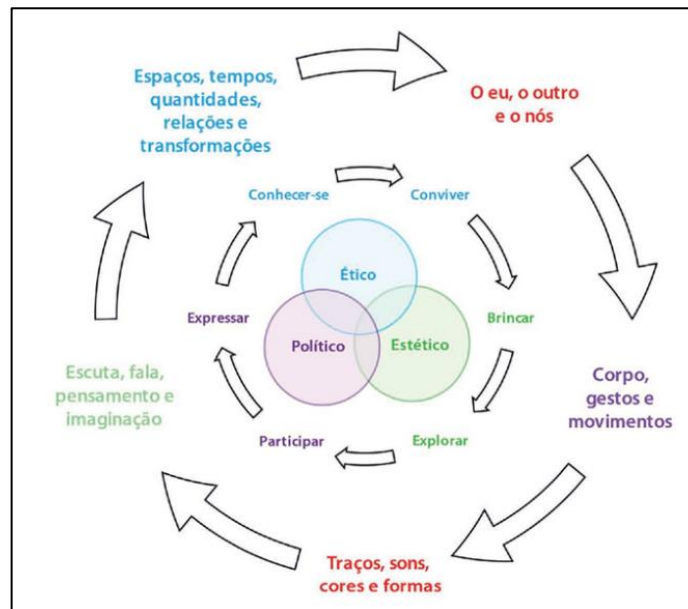 Espaços, tempos,
quantidades,
relações e
transformações
O eu, o outro
e o nós
Conhecer-se
Conviver
Ético
Expressar
Político
Estético
Brincar
Escuta, fala,
pensamento e
imaginação
Corpo,
gestos e
movimentos
Participar
Explorar
Traços, sons,
cores e formas